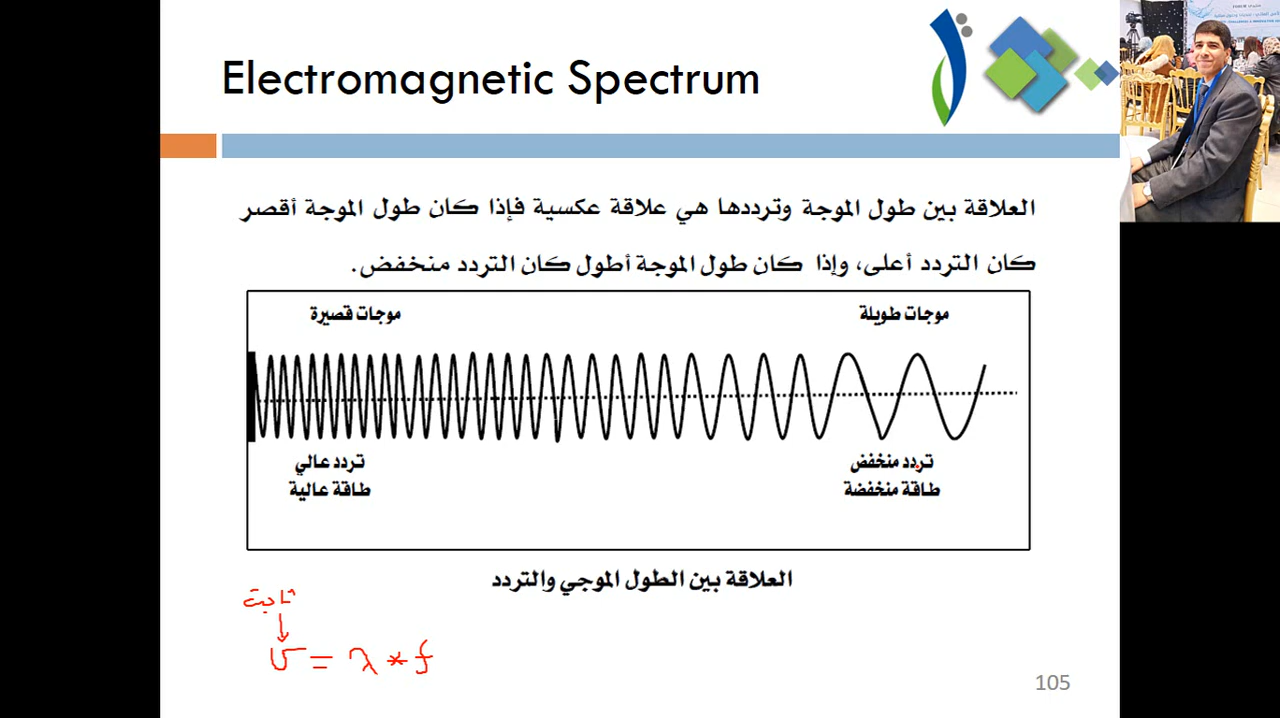 Electromagnetic Spectrum
العلاقة بين طول الموجة وترددها هي علاقة عكسية فإذا كان طول الموجة أقصر
كان التردد أعلى، وإذا كان طول الموجة أطول كان التردد منخفض.
موجات طويلة
موجات قصيرة
تردد منخفض
طاقة منخفضة
تردد عالي
طاقة عالية
العلاقة بين الطول الموجي والتردد
ثابت
v = λ * f
105